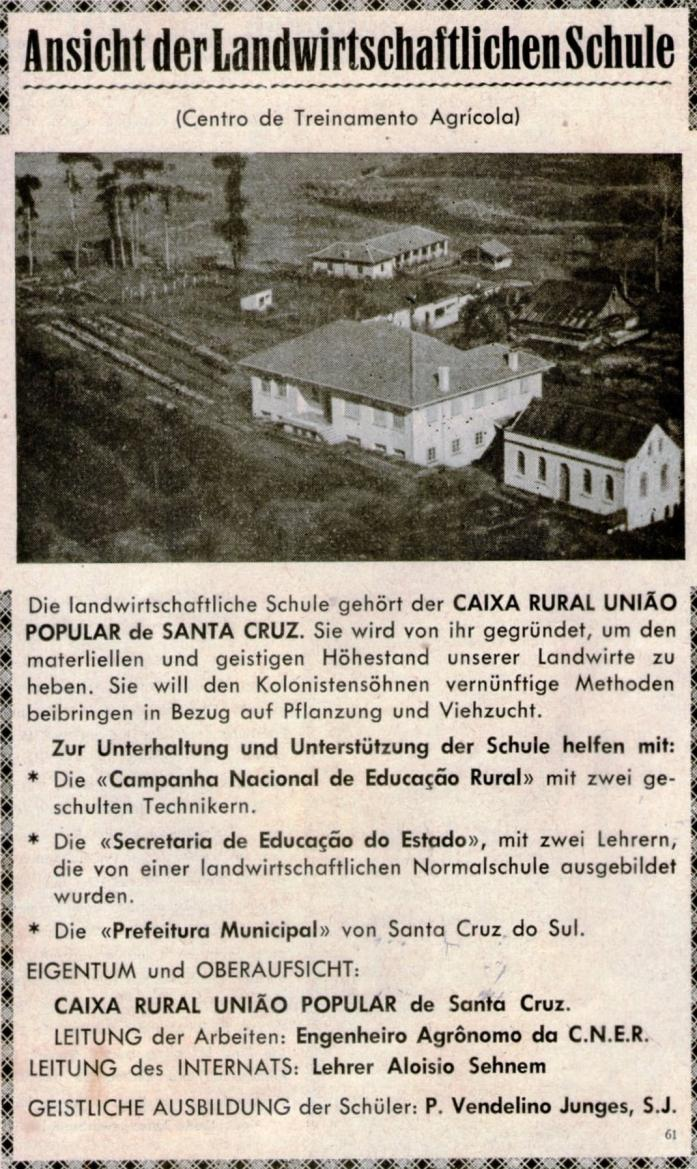 Ansicht der Landwirtschaftlichen Schule
(Centro de Treinamento Agrícola)
Die landwirtschaftliche Schule gehört der CAIXA RURAL UNIÃO
POPULAR de SANTA CRUZ. Sie wird von ihr gegründet, um den
materliellen und geistigen Höhestand unserer Landwirte zu
heben. Sie will den Kolonistensöhnen vernünftige Methoden
beibringen in Bezug auf Pflanzung und Viehzucht.
Zur Unterhaltung und Unterstützung der Schule helfen mit:
* Die «Campanha Nacional de Educação Rural» mit zwei ge-
schulten Technikern.
* Die «Secretaria de Educação do Estado», mit zwei Lehrern,
die von einer landwirtschaftlichen Normalschule ausgebildet
wurden.
* Die «Prefeitura Municipal» von Santa Cruz do Sul.
EIGENTUM und OBERAUFSICHT:
CAIXA RURAL UNIÃO POPULAR de Santa Cruz.
LEITUNG der Arbeiten: Engenheiro Agrônomo da C.N.E.R.
LEITUNG des INTERNATS: Lehrer Aloisio Sehnem
GEISTLICHE AUSBILDUNG der Schüler: P. Vendelino Junges, S.J.
61